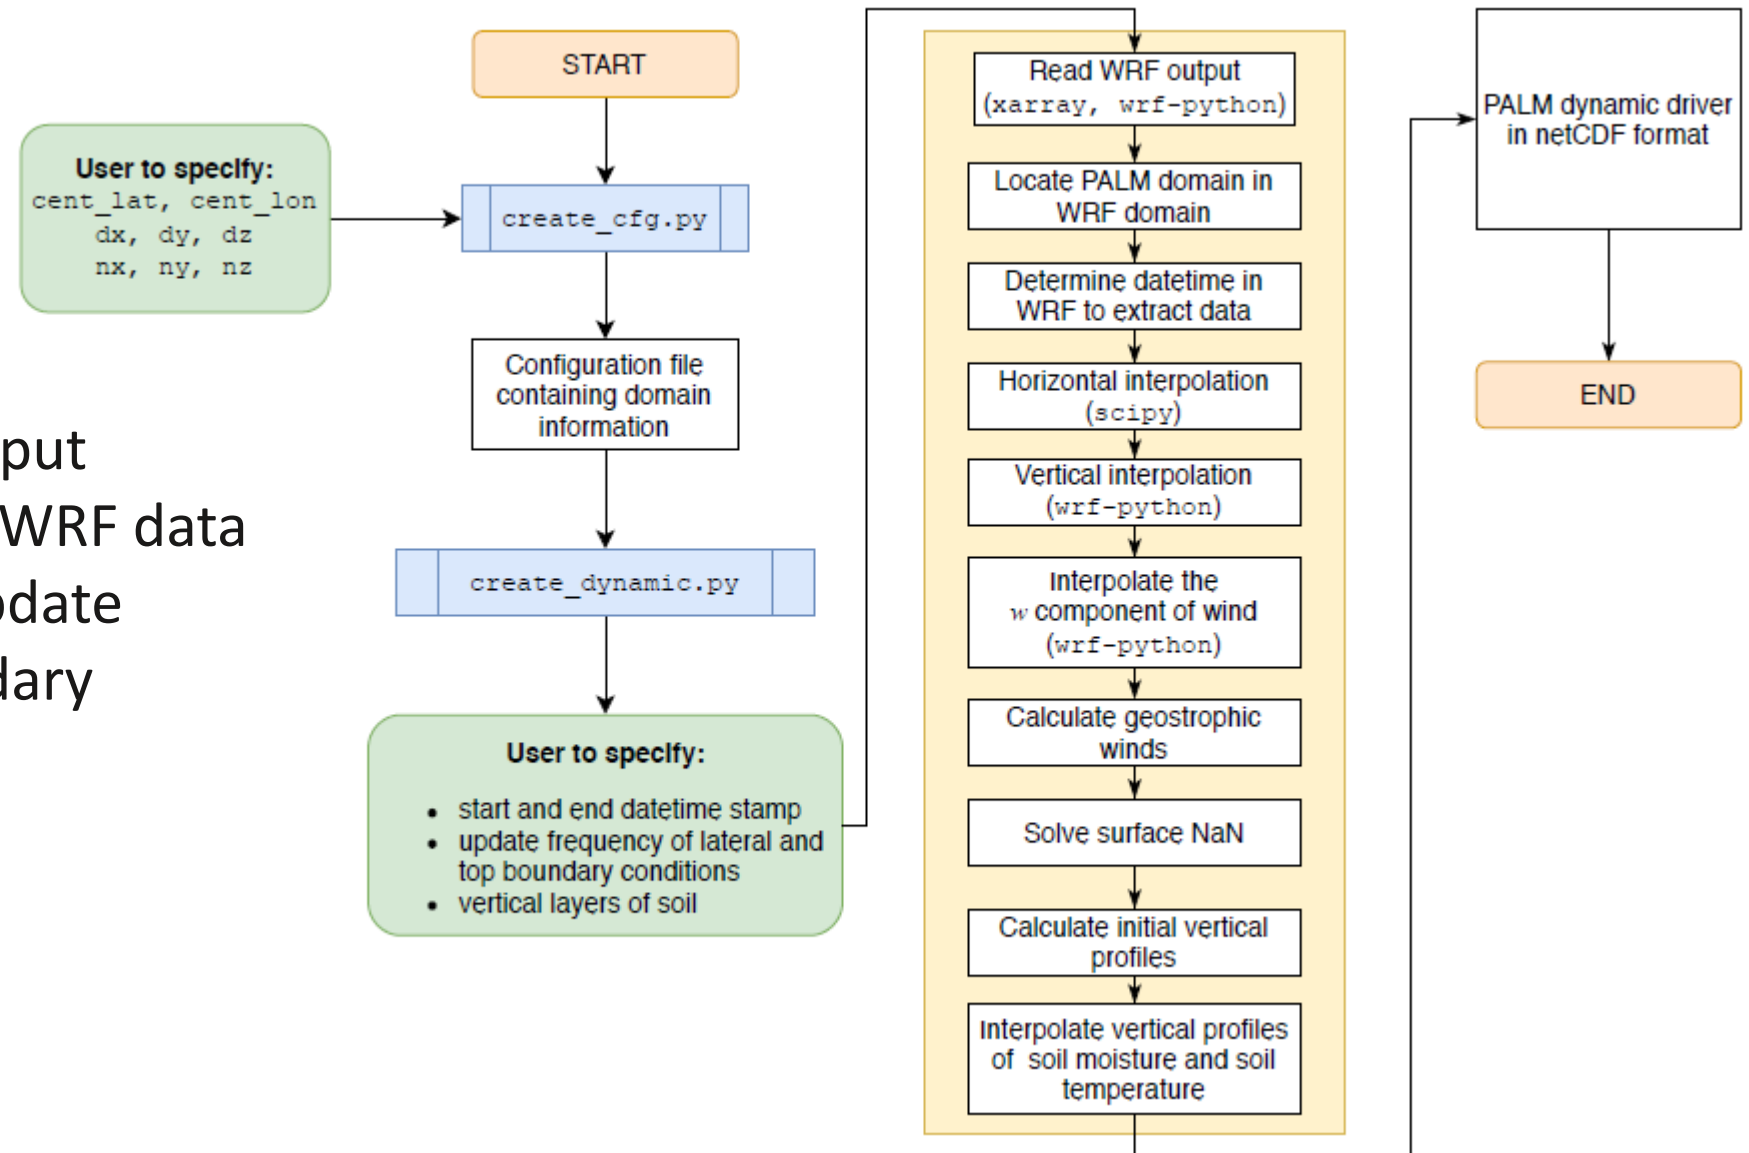 START
User to specify:
cent_lat, cent_lon
dx, dy, dz
nx, ny, nz
create_cfg.py
Configuration file
containing domain
information
put
WRF data
date
dary
create_dynamic.py
User to specify:
• start and end datetime stamp
• update frequency of lateral and
top boundary conditions
• vertical layers of soil
Read WRF output
(xarray, wrf-python)
Locate PALM domain in
WRF domain
Determine datetime in
WRF to extract data
Horizontal interpolation
(scipy)
Vertical interpolation
(wrf-python)
Interpolate the
w component of wind
(wrf-python)
Calculate geostrophic
winds
Solve surface NaN
Calculate initial vertical
profiles
Interpolate vertical profiles
of soil moisture and soil
temperature
PALM dynamic driver
in netCDF format
END